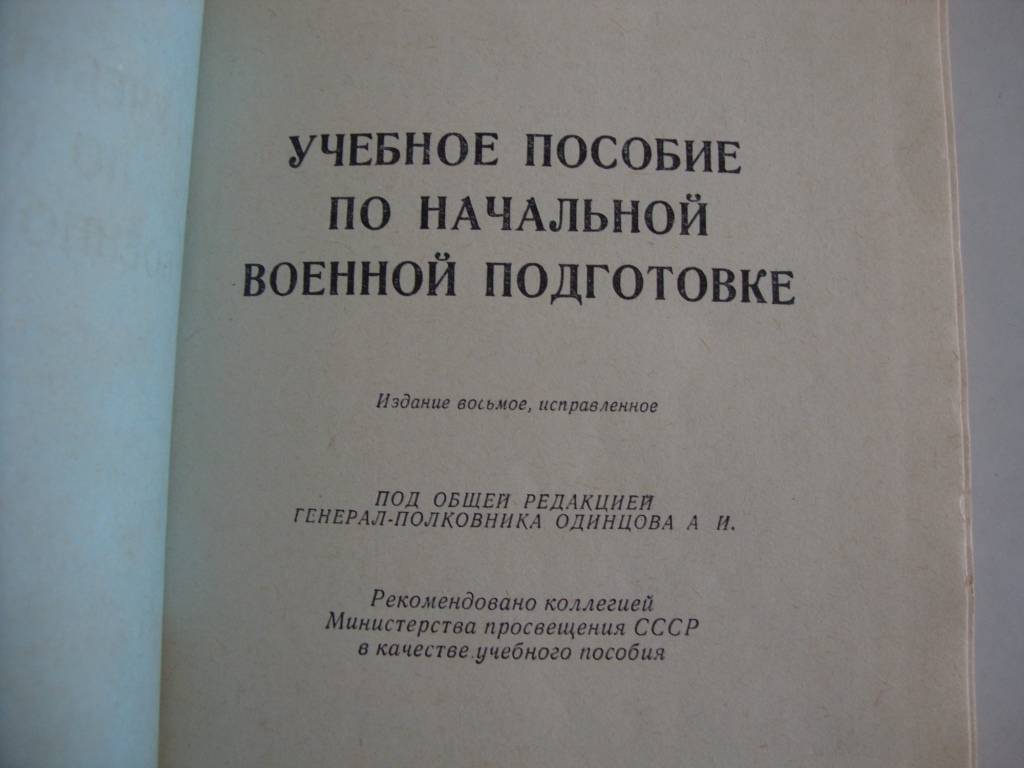 УЧЕБНОЕ ПОСОБИЕ
ПО НАЧАЛЬНОЙ
ВОЕННОЙ ПОДГОТОВКЕ
Издание восьмое, исправленное
ПОД ОБЩЕЙ РЕДАКЦИЕЙ
ГЕНЕРАЛ-ПОЛКОВНИКА ОДИНЦОВА А И.
Рекомендовано коллегией
Министерства просвещения СССР
в качестве учебного пособия